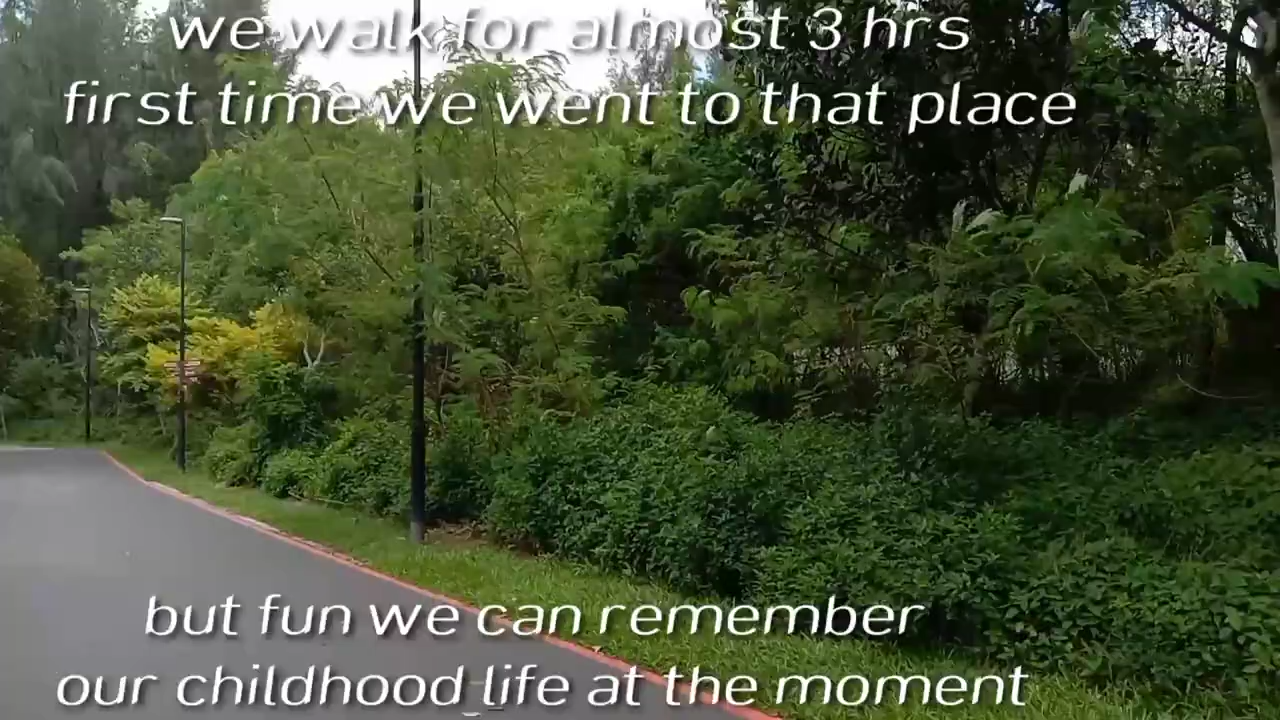 we walk for almost 3 hrs
first time we went to that place
but fun we can remember
our childhood life at the moment